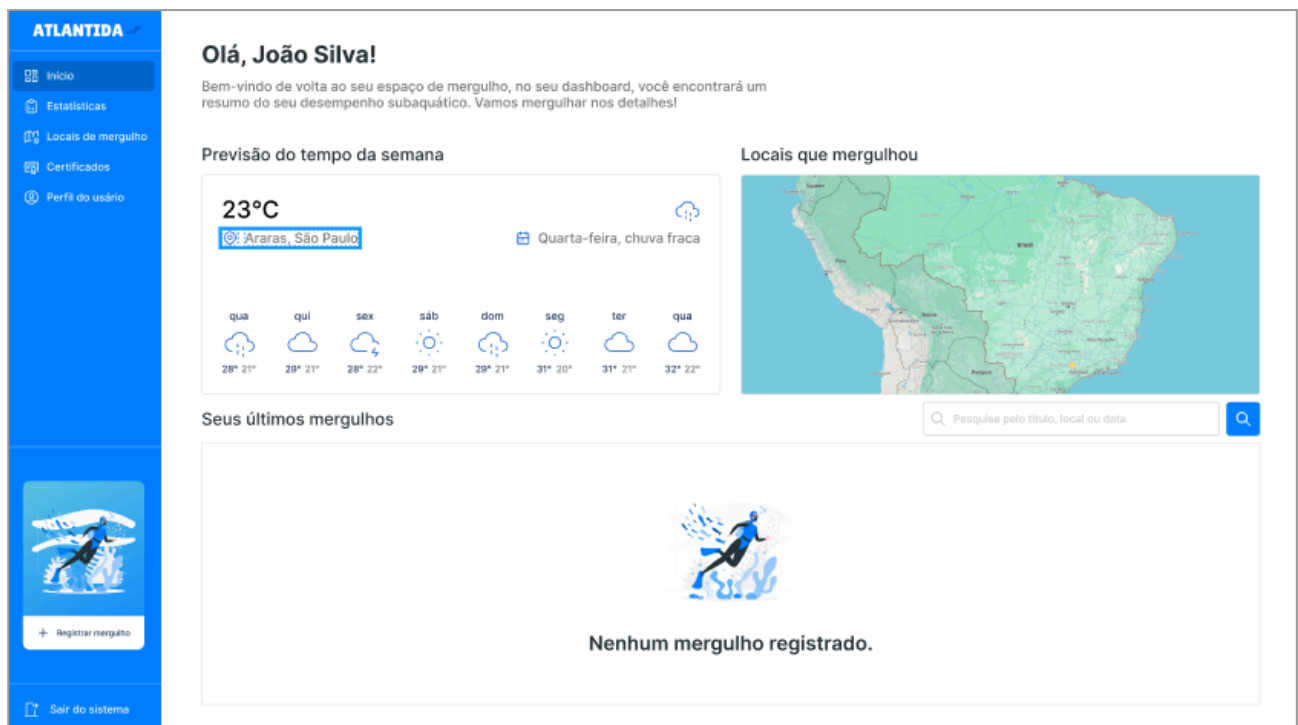 ATLANTIDA
Início
Estatísticas
Locais de mergulho
Certificados
Perfil do usário
Registrar mergulho
Sair do sistema
Olá, João Silva!
Bem-vindo de volta ao seu espaço de mergulho, no seu dashboard, você encontrará um
resumo do seu desempenho subaquático. Vamos mergulhar nos detalhes!
Previsão do tempo da semana
23°C
Araras, São Paulo
Quarta-feira, chuva fraca
qua qui sex sáb dom seg ter qua
28° 21° 29° 21° 28° 22° 29° 21° 29° 21° 31° 20° 31° 21° 32° 22°
Locais que mergulhou
Brasil
Seus últimos mergulhos
Pesquise pelo título, local ou data
Nenhum mergulho registrado.